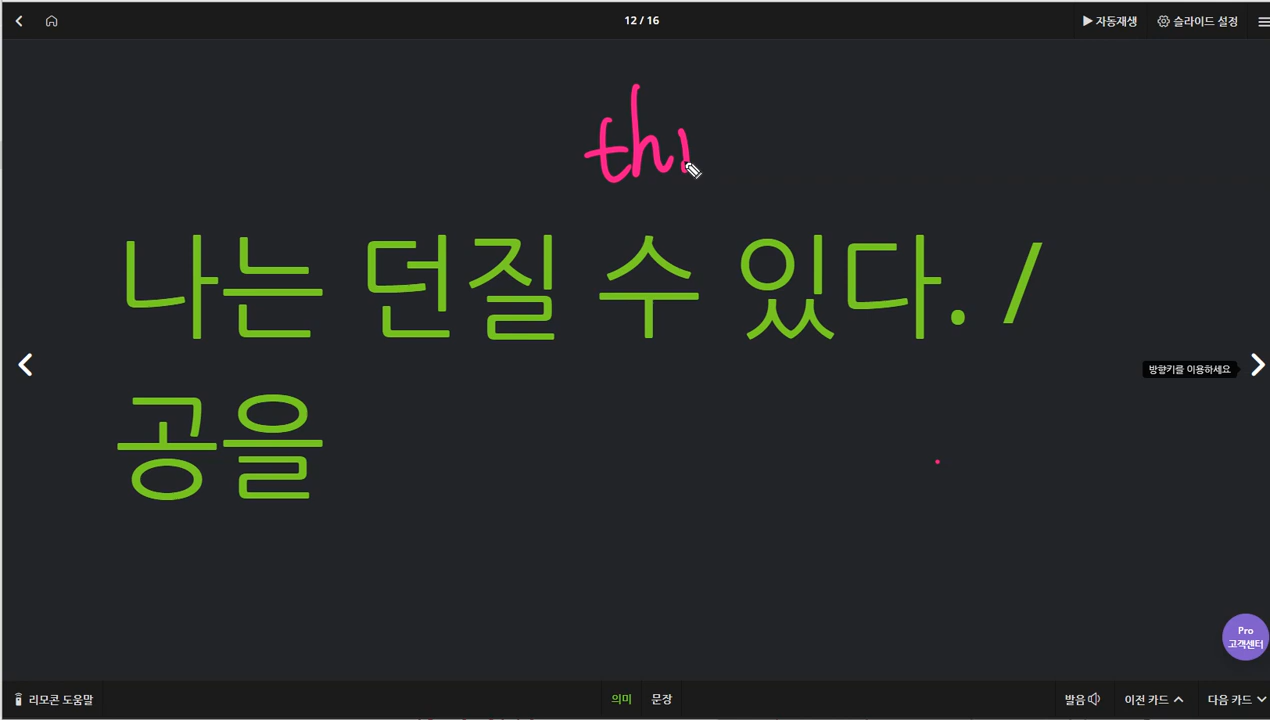 12 / 16
자동재생
슬라이드 설정
나는 던질 수 있다. /
공을
방향키를 이용하세요
Pro
고객센터
리모콘 도움말
의미
문장
발음
이전 카드
다음 카드